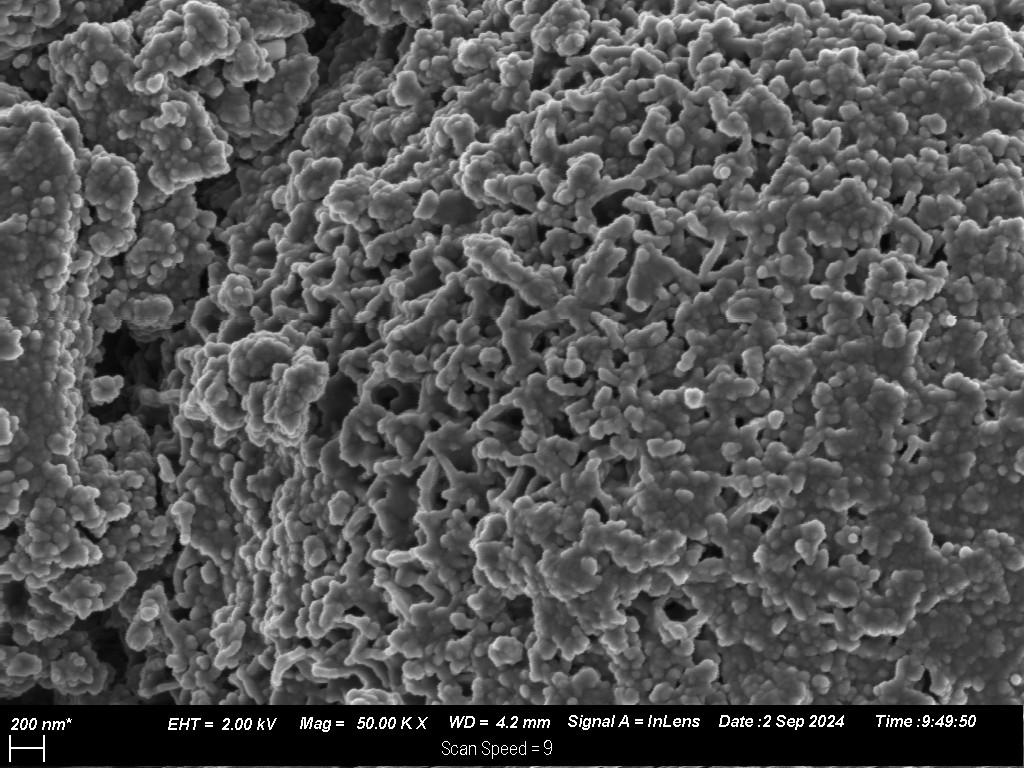 200 nm* EHT = 2.00 kV Mag = 50.00 K X WD = 4.2 mm Signal A = InLens Date :2 Sep 2024 Time :9:49:50
Scan Speed = 9